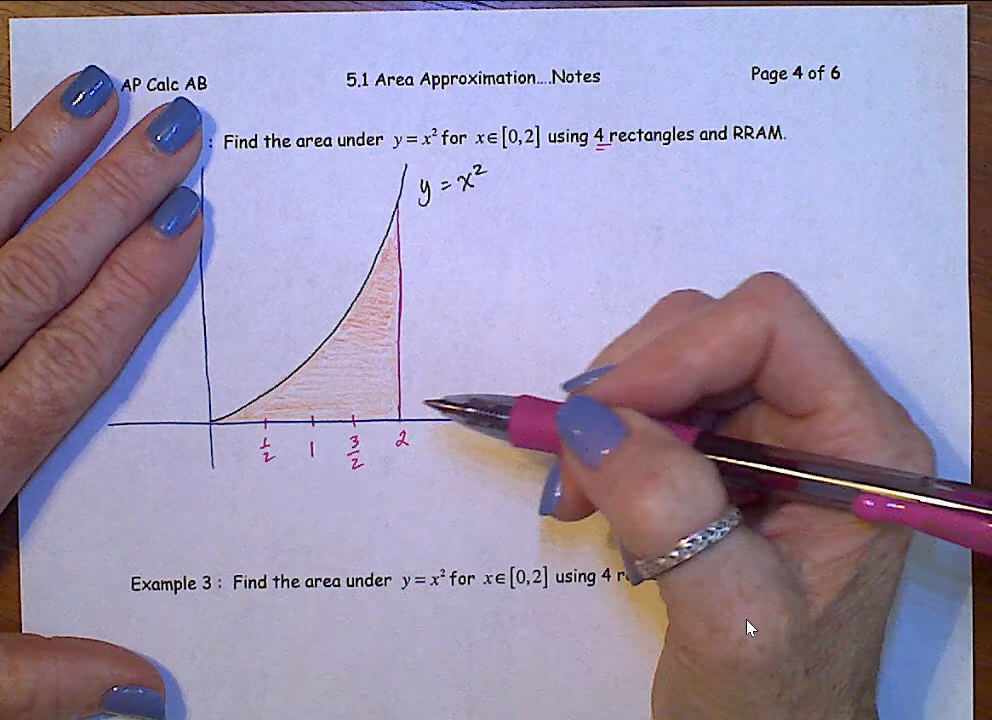 AP Calc AB 5.1 Area Approximation....Notes Page 4 of 6
: Find the area under y = x² for x∈[0,2] using 4 rectangles and RRAM.
y = x²
1/2 1 3/2 2
Example 3 : Find the area under y = x² for x∈[0,2] using 4